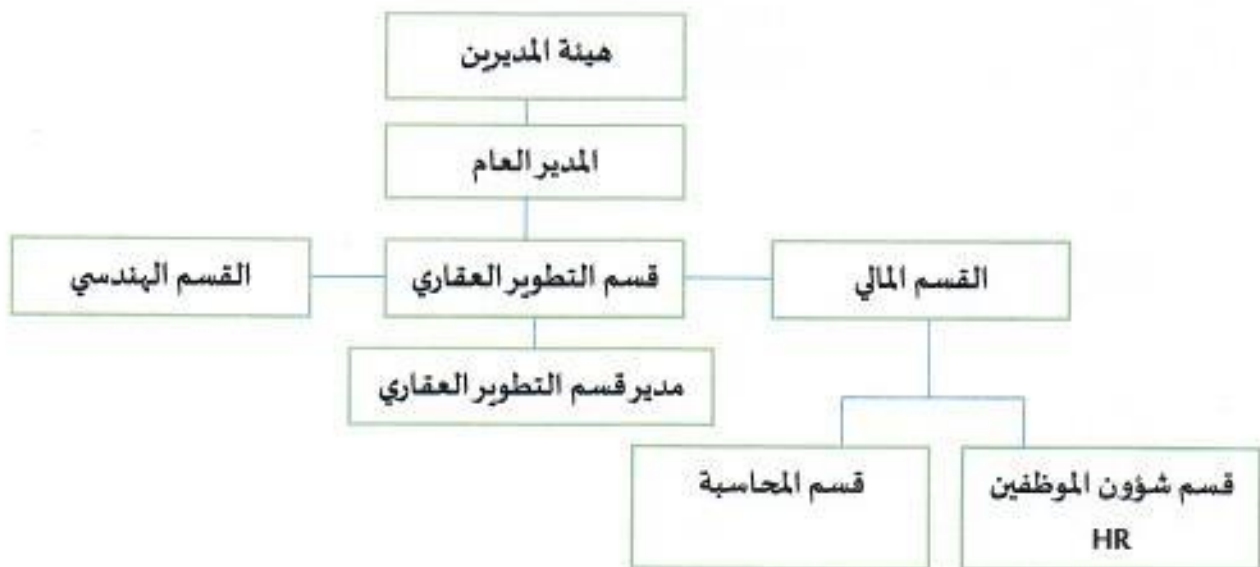 هيئة المديرين
المدير العام
القسم المالي
قسم التطوير العقاري
القسم الهندسي
مدير قسم التطوير العقاري
قسم شؤون الموظفين
HR
قسم المحاسبة